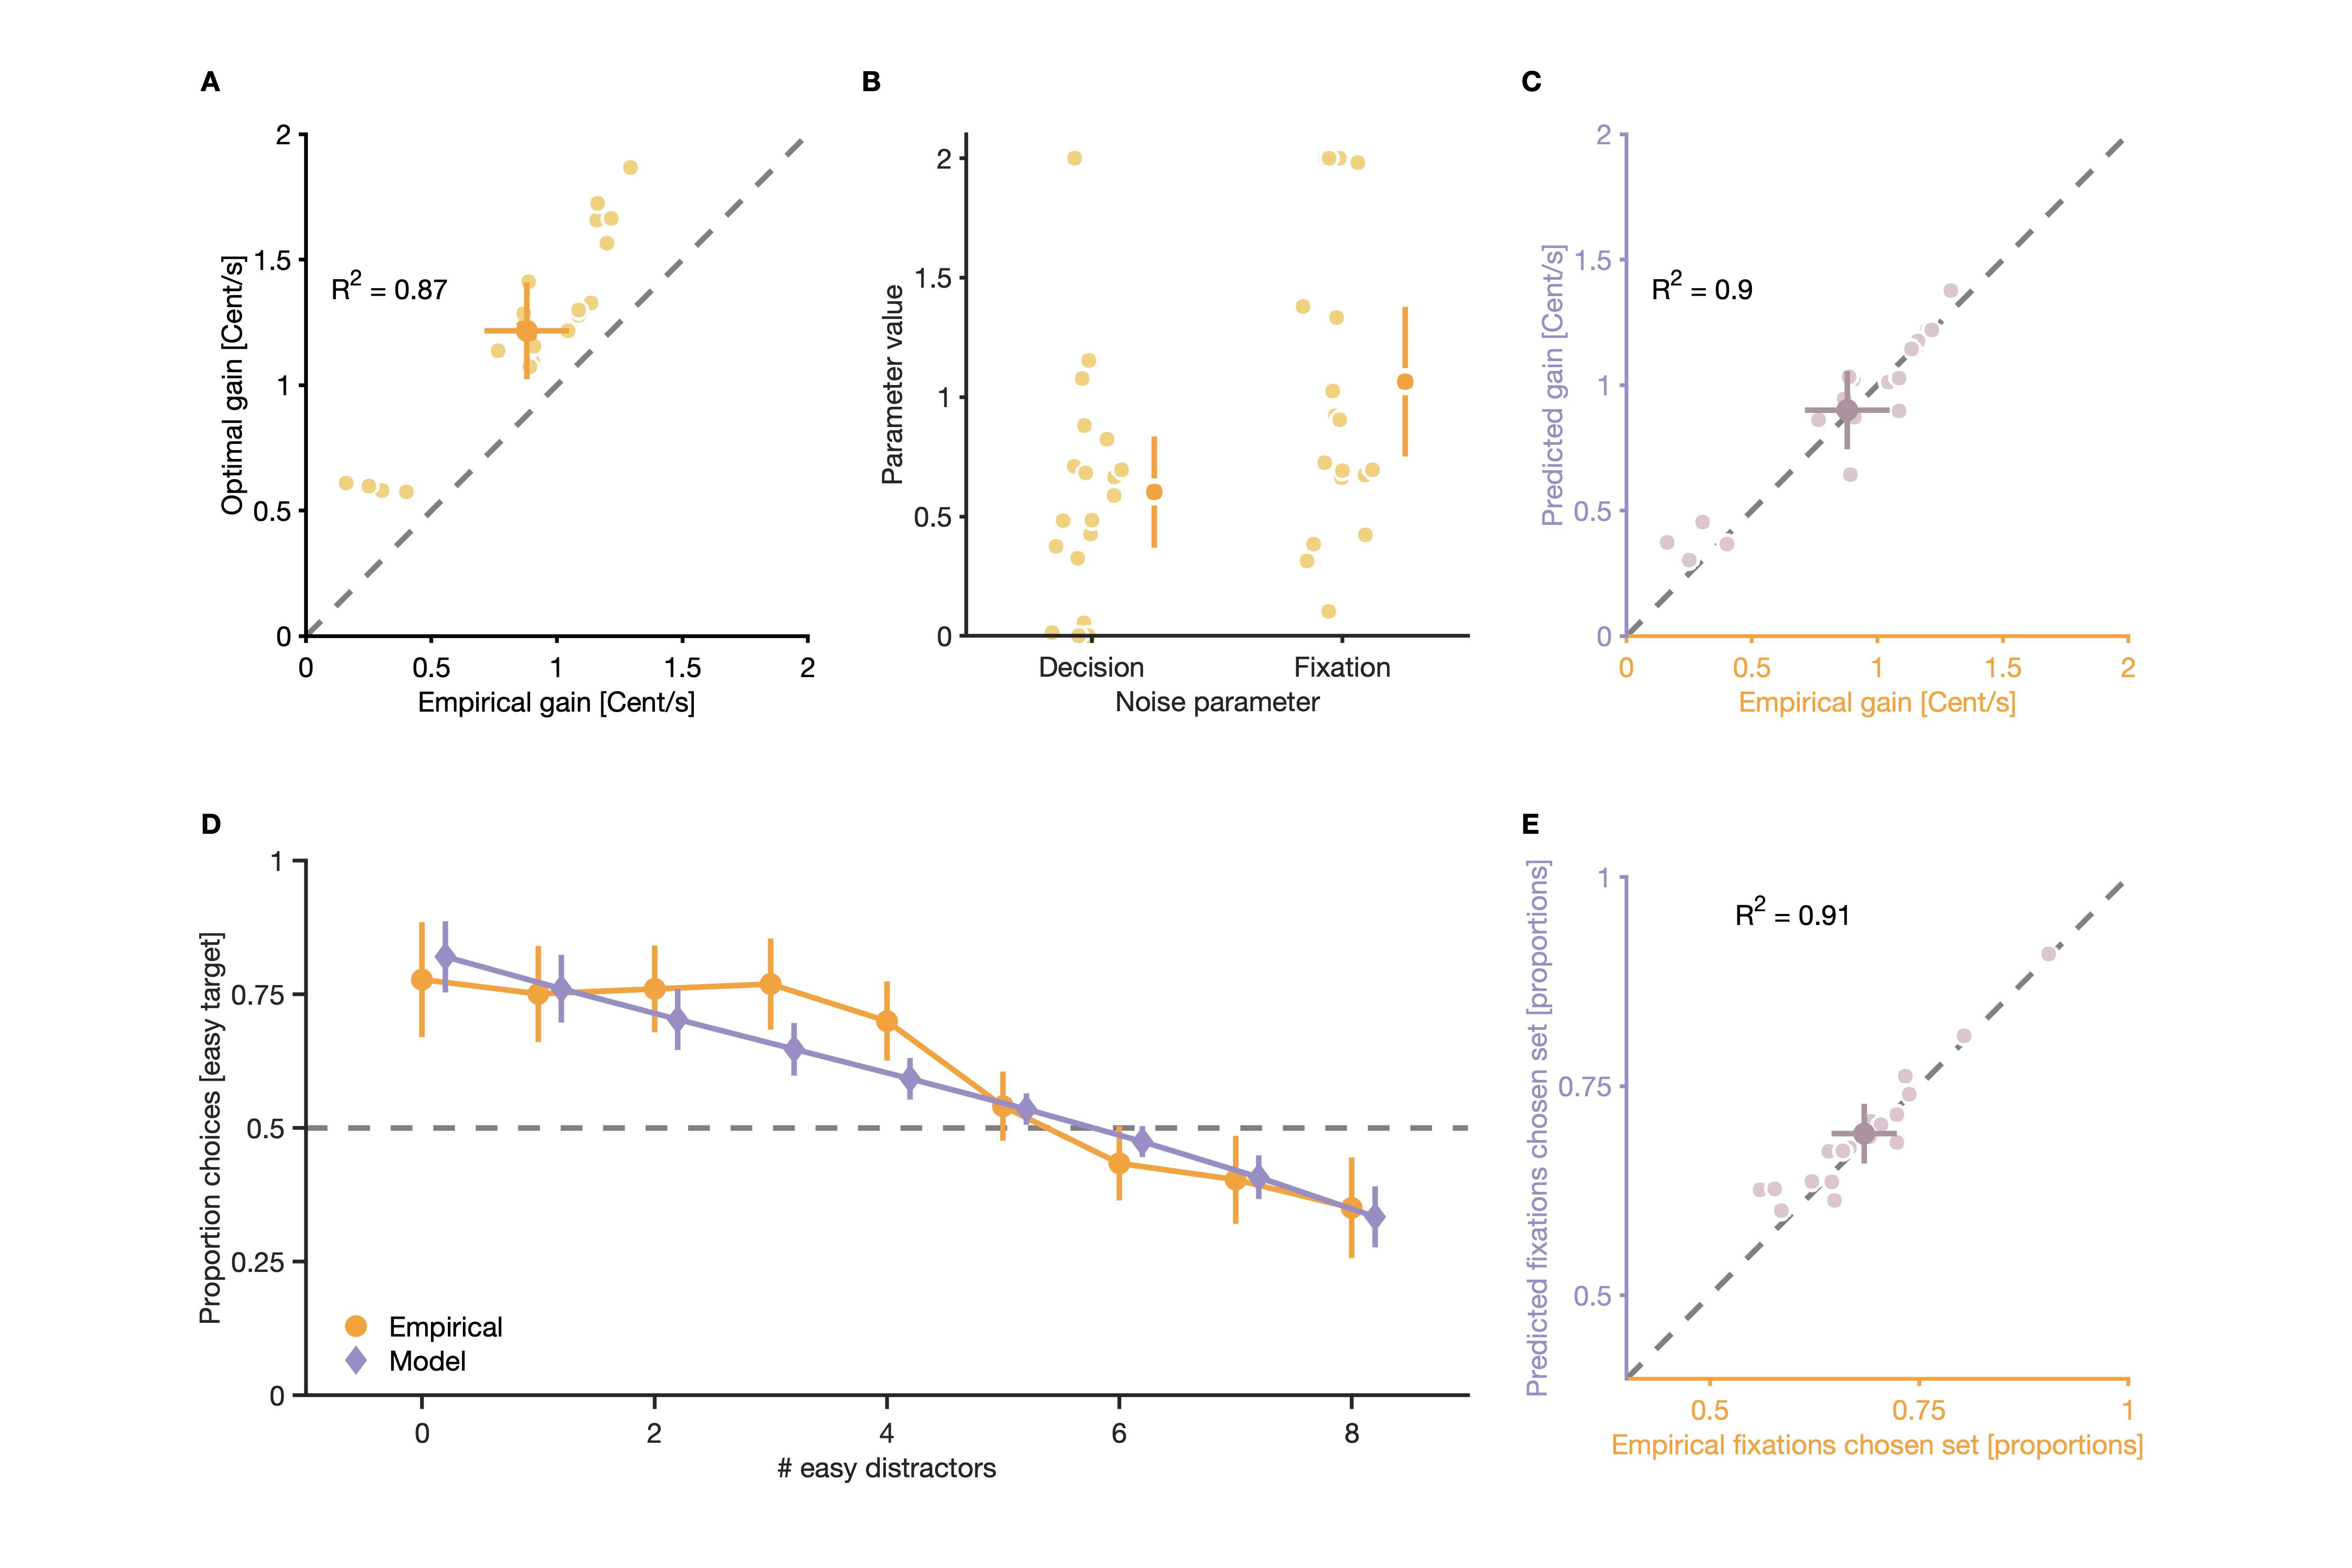 A
Optimal gain [Cent/s]
2
1.5
1
0.5
0
R2 = 0.87
0 0.5 1 1.5 2
Empirical gain [Cent/s]
B
Parameter value
2
1.5
1
0.5
0
Decision Fixation
Noise parameter
C
Predicted gain [Cent/s]
2
1.5
1
0.5
0
R2 = 0.9
0 0.5 1 1.5 2
Empirical gain [Cent/s]
D
Proportion choices [easy target]
1
0.75
0.5
0.25
0
Empirical
Model
0 2 4 6 8
# easy distractors
E
Predicted fixations chosen set [proportions]
1
0.75
0.5
R2 = 0.91
0.5 0.75 1
Empirical fixations chosen set [proportions]